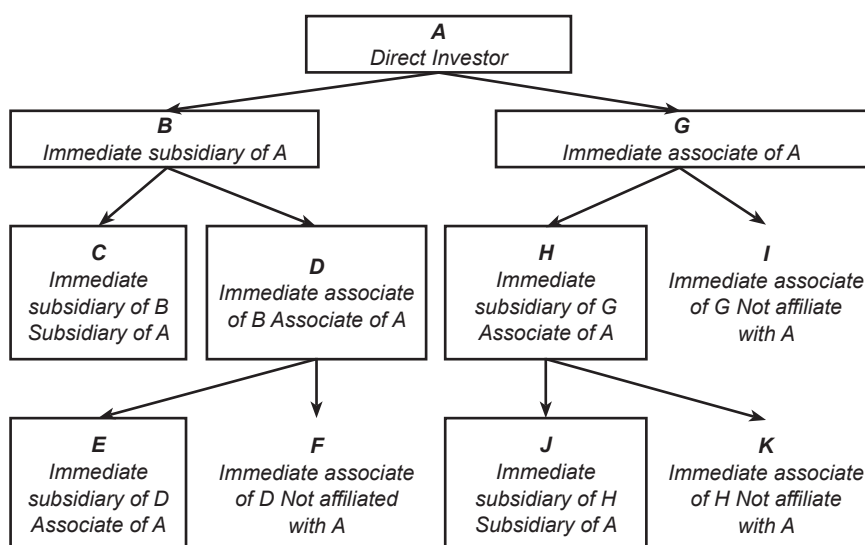 A
Direct Investor
B
Immediate subsidiary of A
G
Immediate associate of A
C
Immediate
subsidiary of B
Subsidiary of A
D
Immediate associate
of B Associate of A
H
Immediate
subsidiary of G
Associate of A
I
Immediate associate
of G Not affiliate
with A
E
Immediate
subsidiary of D
Associate of A
F
Immediate associate
of D Not affiliated
with A
J
Immediate
subsidiary of H
Subsidiary of A
K
Immediate associate
of H Not affiliate
with A